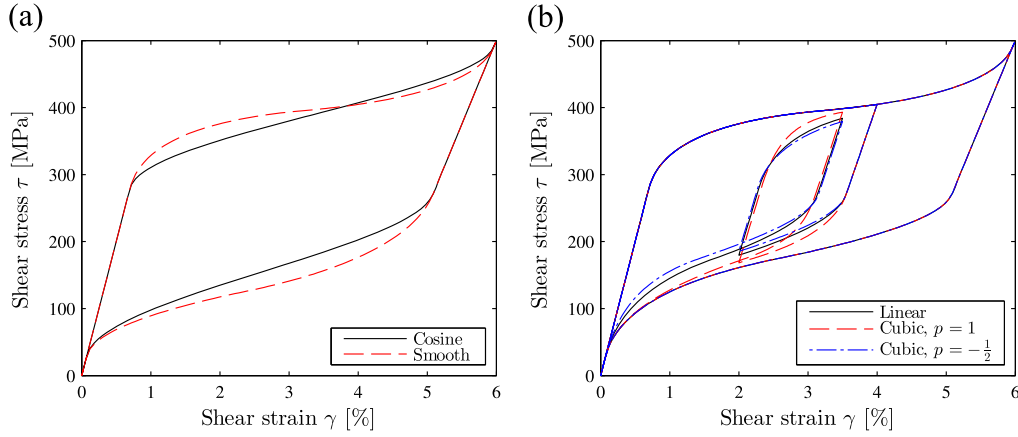 (a)
500
400
300
200
100
0
Shear stress τ [MPa]
0 1 2 3 4 5 6
Shear strain γ [%]
Cosine
Smooth
(b)
500
400
300
200
100
0
Shear stress τ [MPa]
0 1 2 3 4 5 6
Shear strain γ [%]
Linear
Cubic, p = 1
Cubic, p = −½